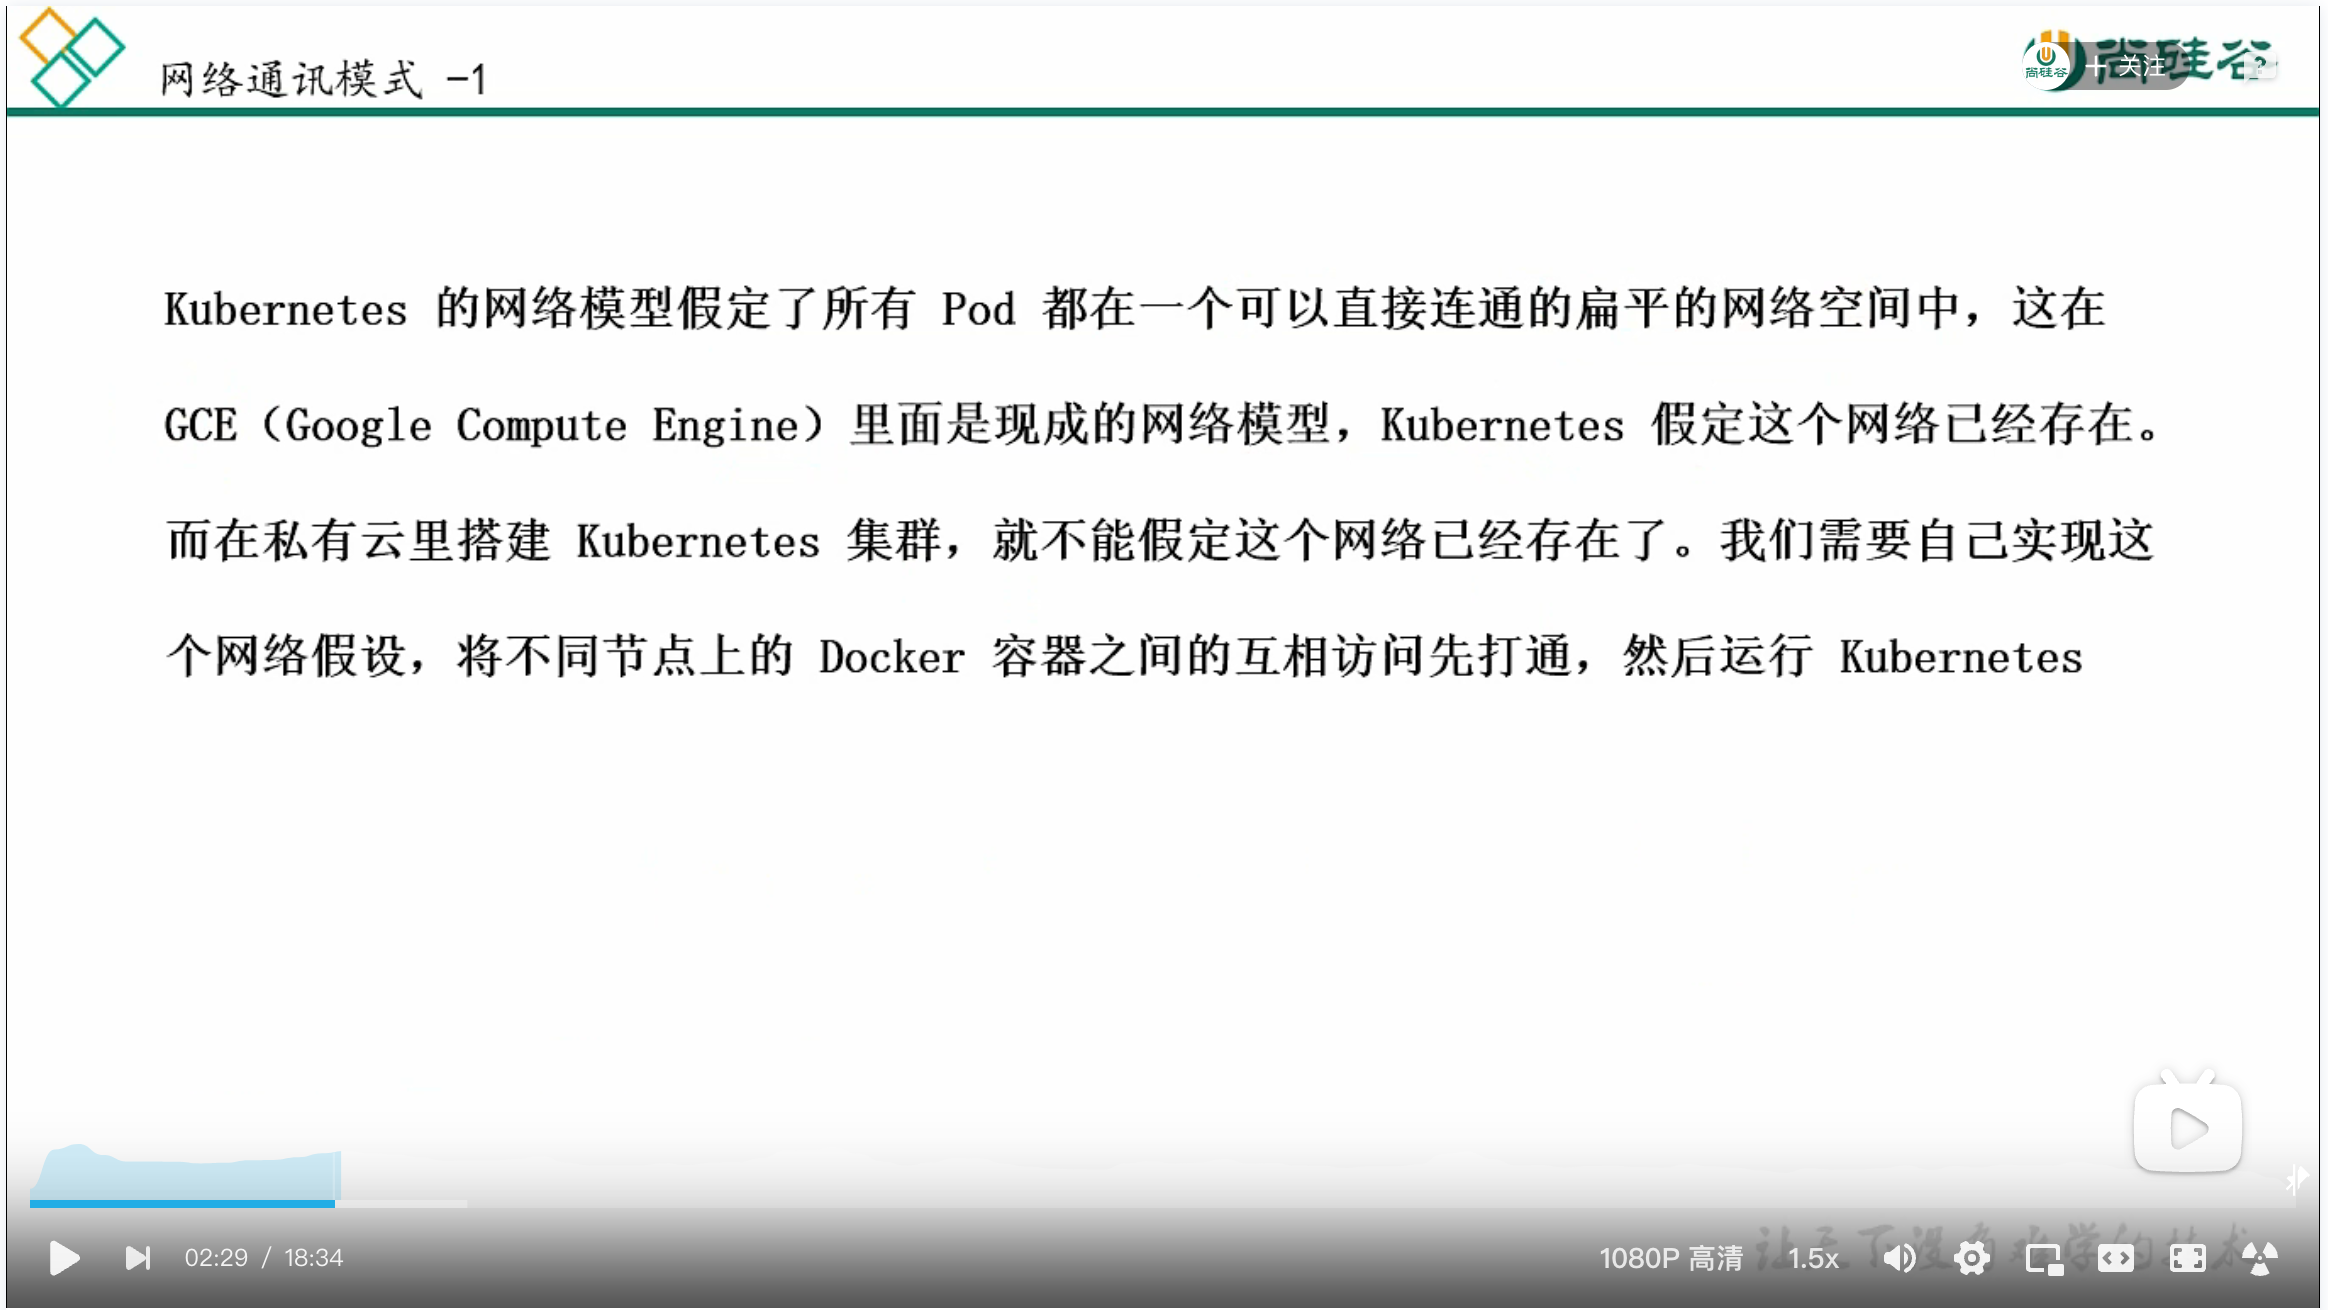 网络通讯模式 -1
尚硅谷
尚硅谷
+ 关注
Kubernetes 的网络模型假定了所有 Pod 都在一个可以直接连通的扁平的网络空间中，这在
GCE（Google Compute Engine）里面是现成的网络模型，Kubernetes 假定这个网络已经存在。
而在私有云里搭建 Kubernetes 集群，就不能假定这个网络已经存在了。我们需要自己实现这
个网络假设，将不同节点上的 Docker 容器之间的互相访问先打通，然后运行 Kubernetes
让天下没有难学的技术
02:29 / 18:34
1080P 高清
1.5x